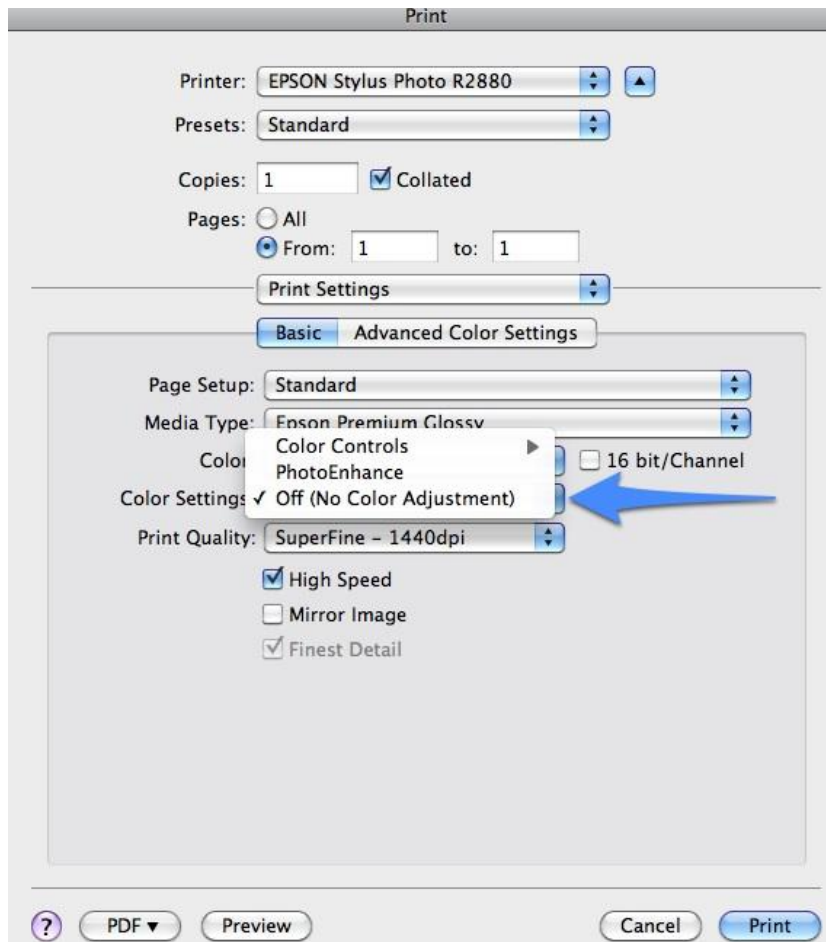 Print
Printer: EPSON Stylus Photo R2880
Presets: Standard
Copies: 1 Collated
Pages: All
From: 1 to: 1
Print Settings
Basic Advanced Color Settings
Page Setup: Standard
Media Type: Epson Premium Glossy
Color Controls
Color 16 bit/Channel
PhotoEnhance
Color Settings ✓ Off (No Color Adjustment)
Print Quality: SuperFine – 1440dpi
High Speed
Mirror Image
Finest Detail
? PDF ▼ Preview Cancel Print